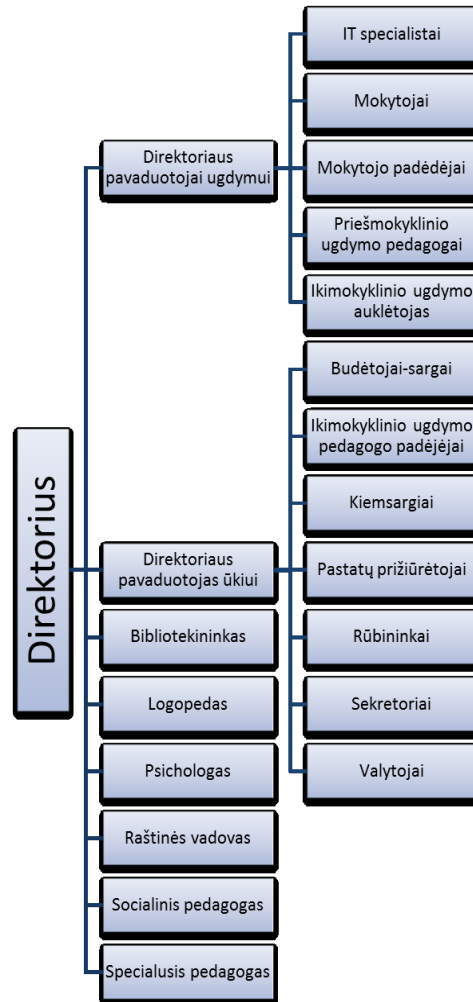 IT specialistai
Mokytojai
Direktoriaus
pavaduotojai ugdymui
Mokytojo padėdėjai
Priešmokyklinio
ugdymo pedagogai
Ikimokyklinio ugdymo
auklėtojas
Budėtojai-sargai
Ikimokyklinio ugdymo
pedagogo padėjėjai
Kiemsargiai
Direktorius
Direktoriaus
pavaduotojas ūkiui
Pastatų prižiūrėtojai
Bibliotekininkas
Rūbininkai
Logopedas
Sekretoriai
Psichologas
Valytojai
Raštinės vadovas
Socialinis pedagogas
Specialusis pedagogas